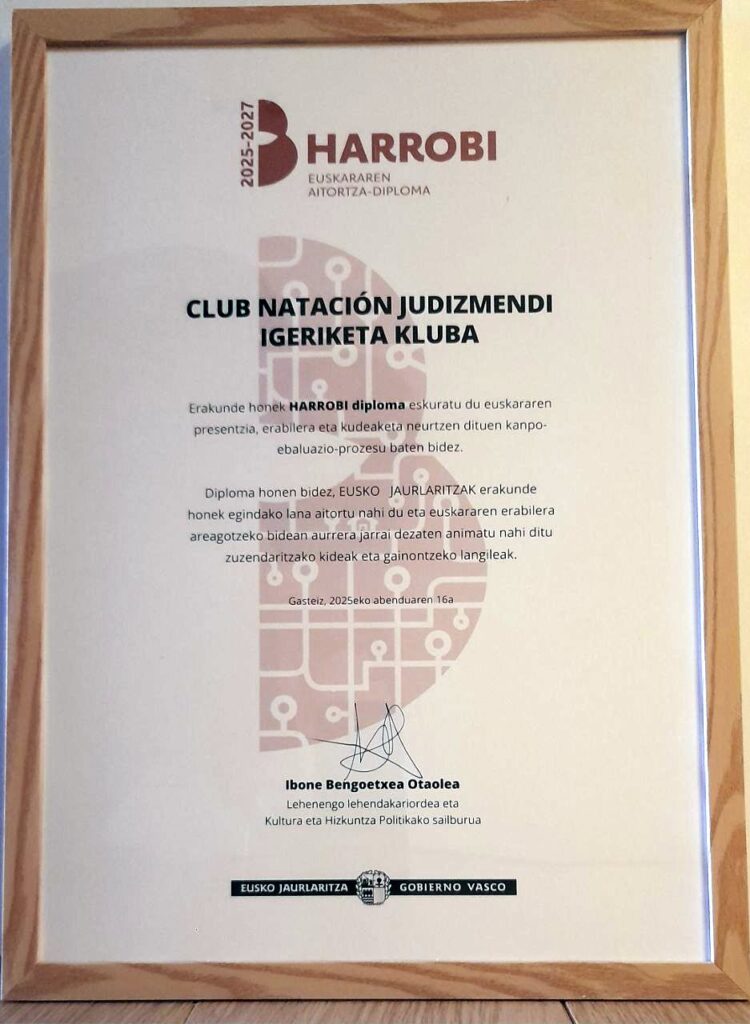 2025-2027
HARROBI
EUSKARAREN
AITORTZA-DIPLOMA
CLUB NATACIÓN JUDIZMENDI
IGERIKETA KLUBA
Erakunde honek HARROBI diploma eskuratu du euskararen
presentzia, erabilera eta kudeaketa neurtzen dituen kanpo-
ebaluazio-prozesu baten bidez.
Diploma honen bidez, EUSKO JAURLARITZAK erakunde
honek egindako lana aitortu nahi du eta euskararen erabilera
areagotzeko bidean aurrera jarrai dezaten animatu nahi ditu
zuzendaritzako kideak eta gainontzeko langileak.
Gasteiz, 2025eko abenduaren 16a
Ibone Bengoetxea Otaolea
Lehenengo lehendakariordea eta
Kultura eta Hizkuntza Politikako sailburua
EUSKO JAURLARITZA GOBIERNO VASCO